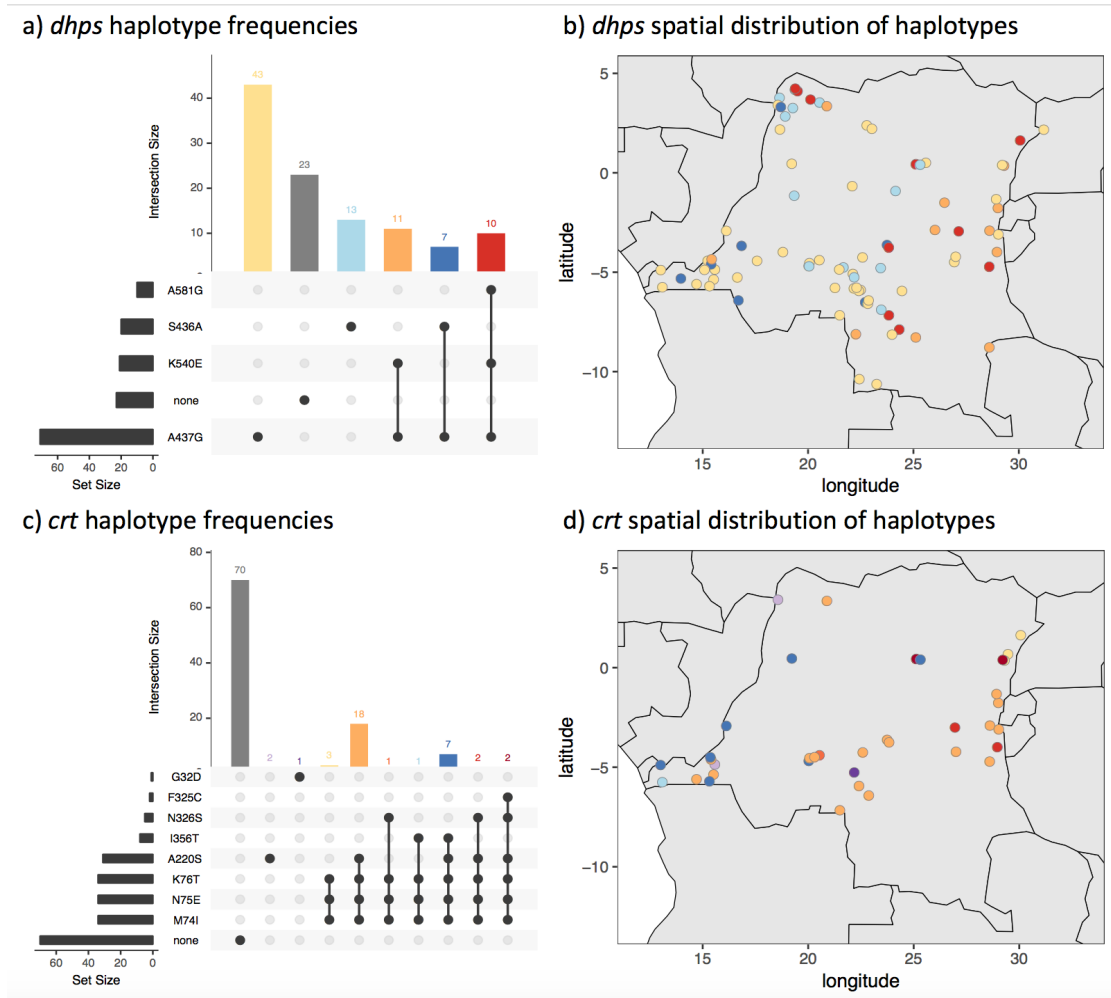 a) dhps haplotype frequencies
43
23
13
11
7
10
Intersection Size
40
30
20
10
A581G
S436A
K540E
none
A437G
60 40 20 0
Set Size
b) dhps spatial distribution of haplotypes
latitude
5
0
−5
−10
15 20 25 30
longitude
c) crt haplotype frequencies
80
60
40
20
Intersection Size
70
2
1
3
18
1
1
7
2
2
G32D
F325C
N326S
I356T
A220S
K76T
N75E
M74I
none
60 40 20 0
Set Size
d) crt spatial distribution of haplotypes
latitude
5
0
−5
−10
15 20 25 30
longitude